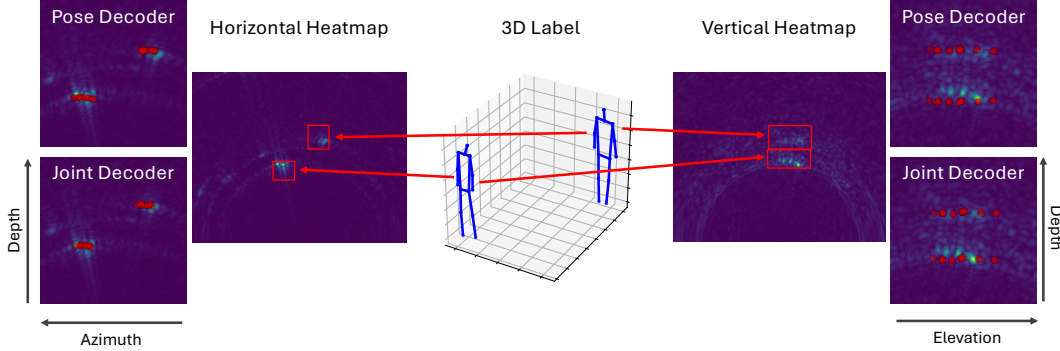 Pose Decoder
Horizontal Heatmap
3D Label
Vertical Heatmap
Pose Decoder
Joint Decoder
Joint Decoder
Depth
Depth
Azimuth
Elevation